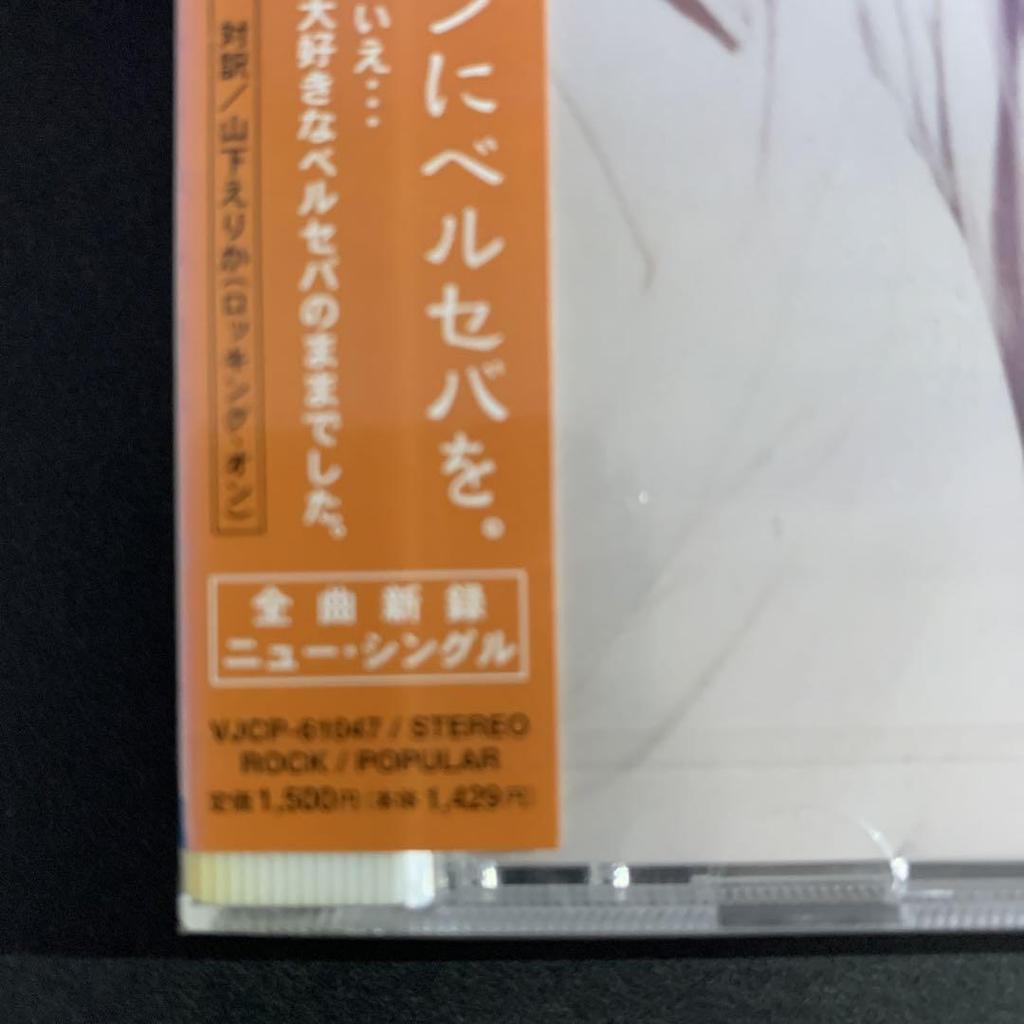 ンにベルセバを。
いえ・・・
大好きなベルセバのままでした。
対訳／山下えりか（ロッキング・オン）
全曲新録
ニュー・シングル
VJCP-61047 / STEREO
ROCK / POPULAR
定価1,500円（本体 1,429円）